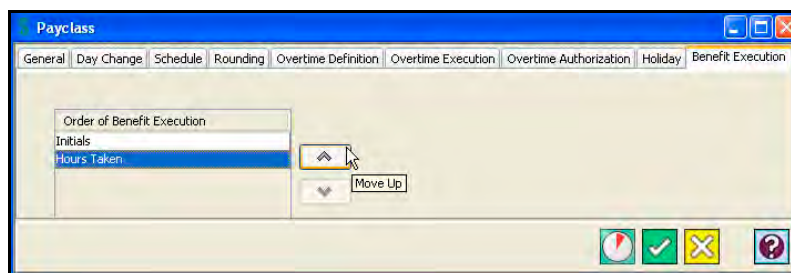 Payclass
General Day Change Schedule Rounding Overtime Definition Overtime Execution Overtime Authorization Holiday Benefit Execution
Order of Benefit Execution
Initials
Hours Taken
Move Up
?